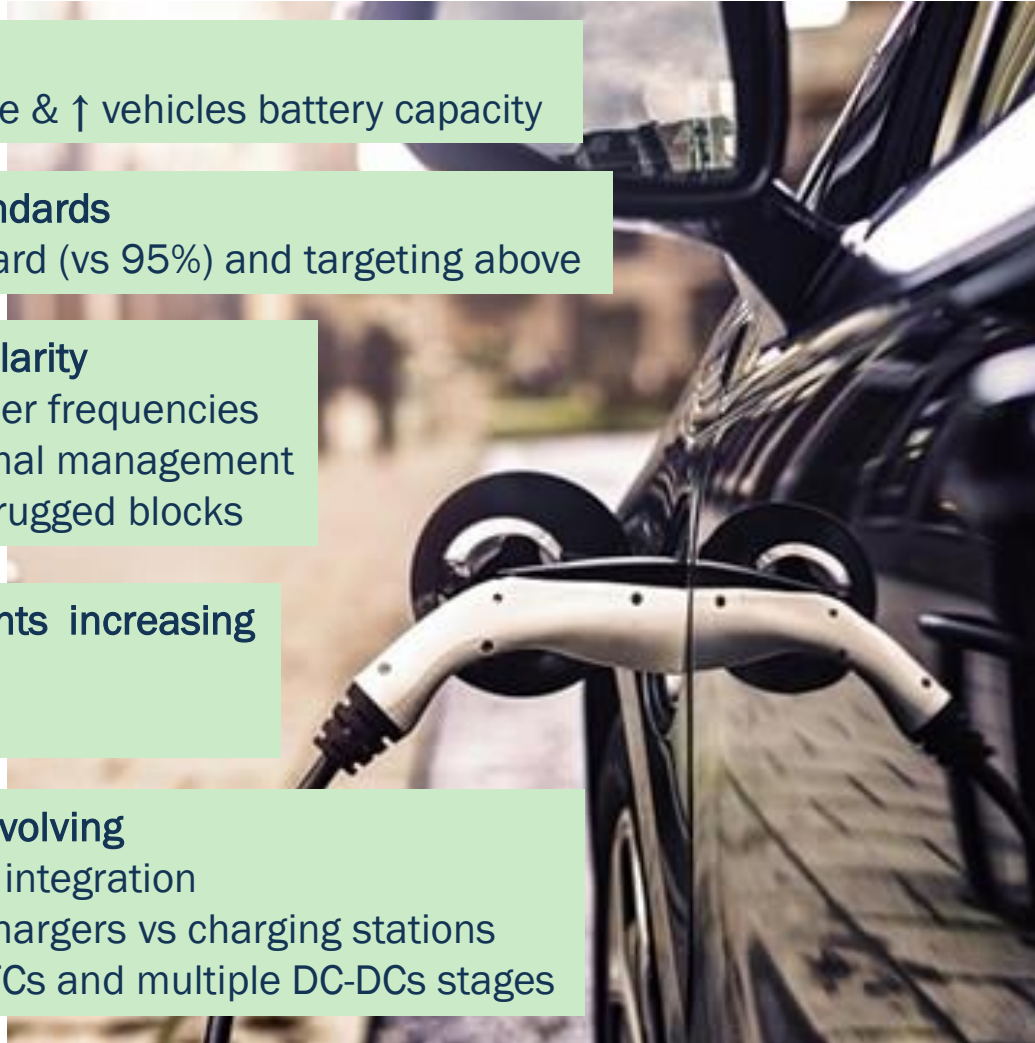 e & ↑ vehicles battery capacity
ndards
ard (vs 95%) and targeting above
larity
er frequencies
nal management
rugged blocks
nts increasing
volving
integration
hargers vs charging stations
Cs and multiple DC-DCs stages